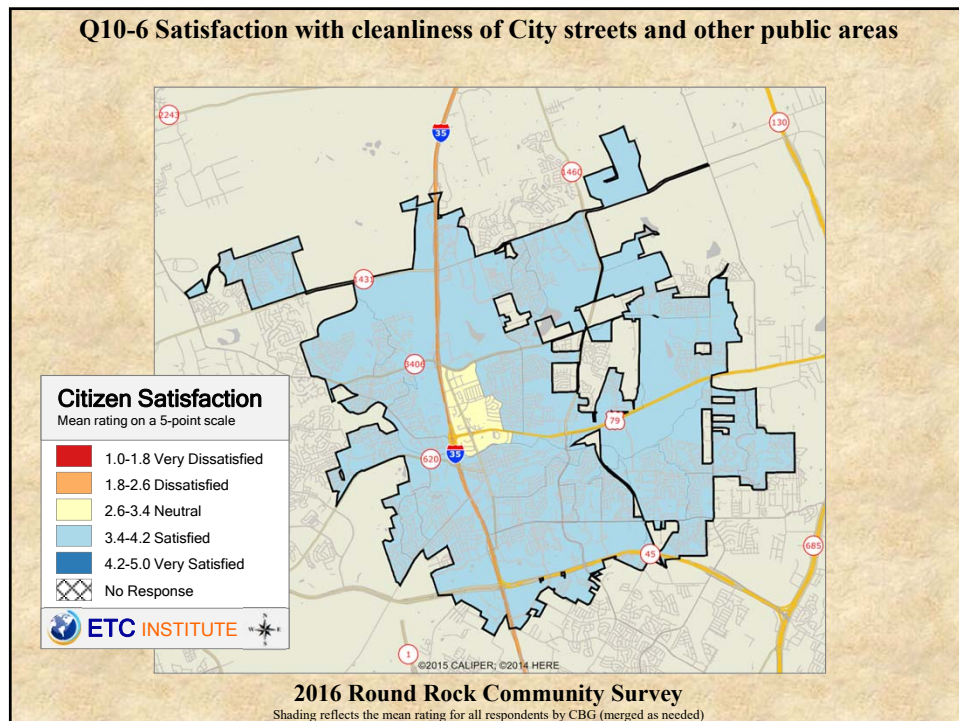 Q10-6 Satisfaction with cleanliness of City streets and other public areas
2243
35
130
1460
1431
3406
79
620
35
45
685
1
Citizen Satisfaction
Mean rating on a 5-point scale
1.0-1.8 Very Dissatisfied
1.8-2.6 Dissatisfied
2.6-3.4 Neutral
3.4-4.2 Satisfied
4.2-5.0 Very Satisfied
No Response
ETC INSTITUTE
N
W E
S
©2015 CALIPER; ©2014 HERE
2016 Round Rock Community Survey
Shading reflects the mean rating for all respondents by CBG (merged as needed)